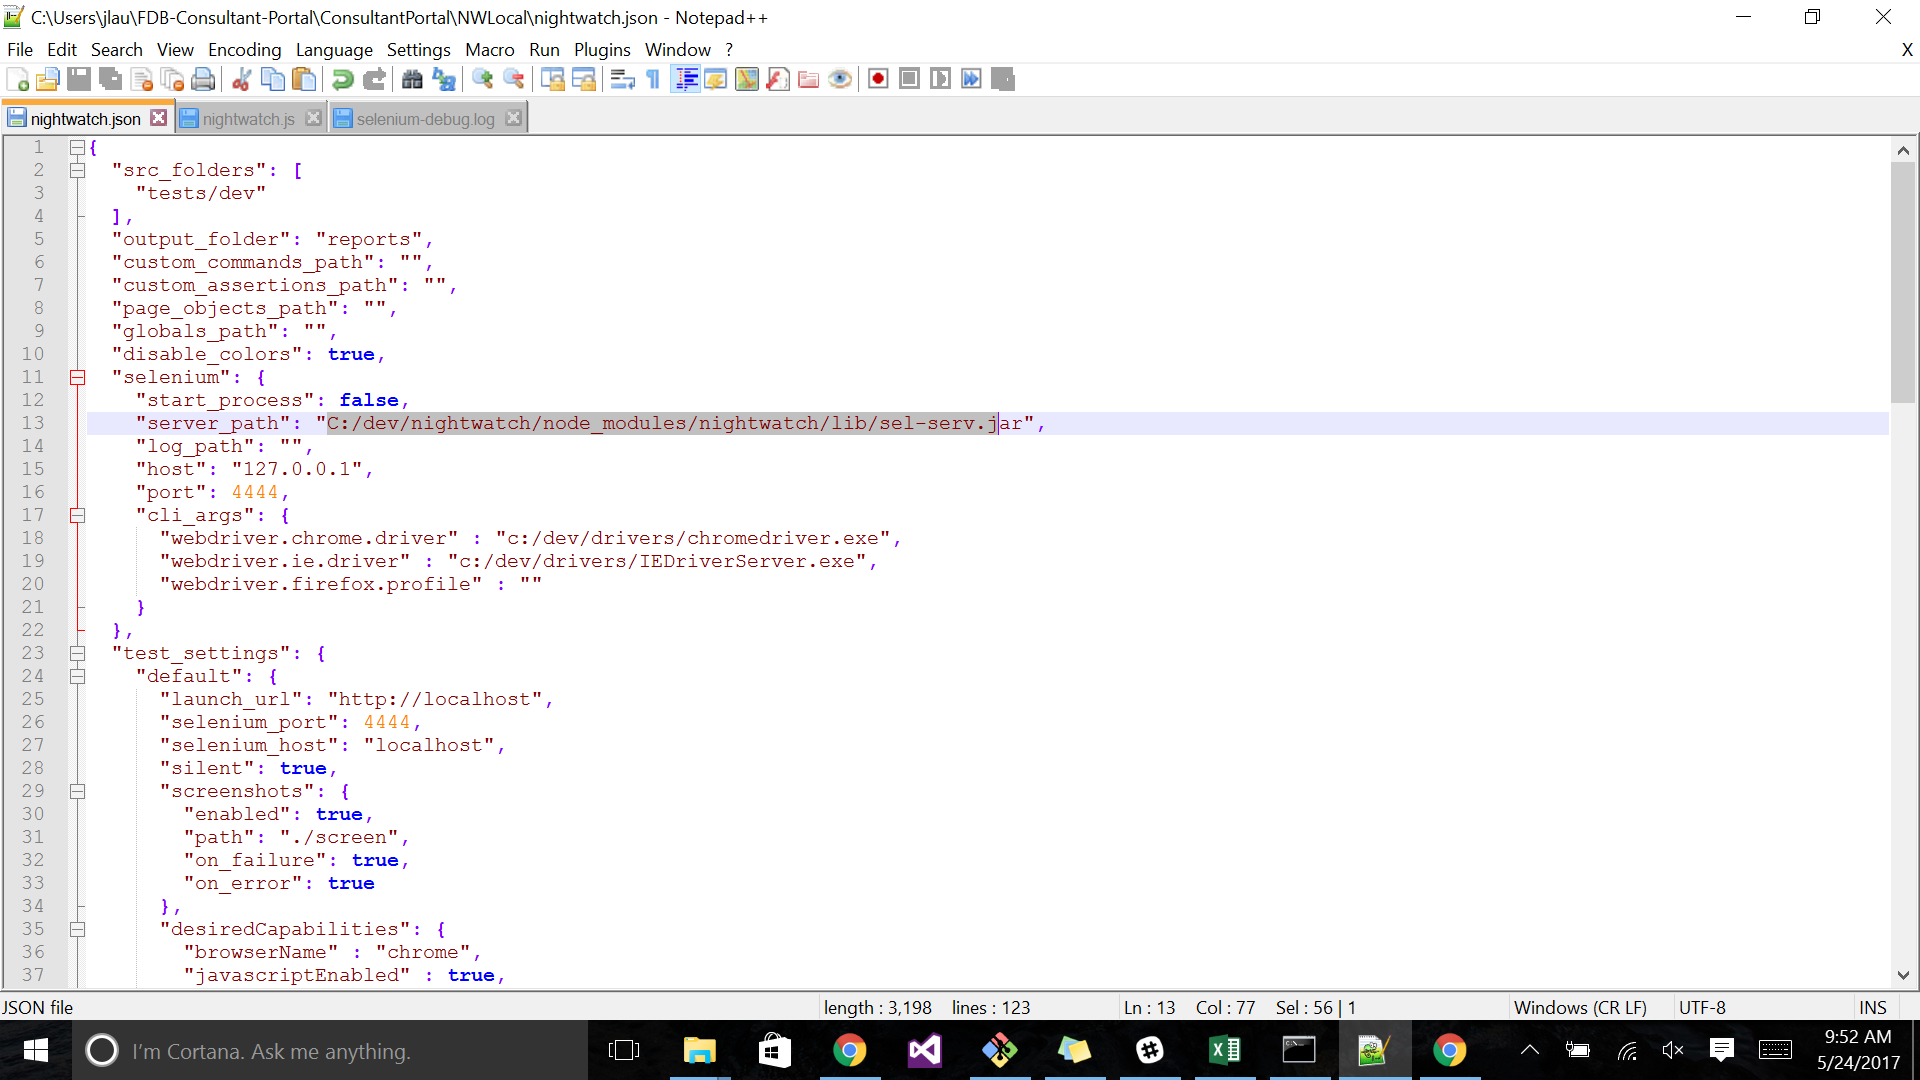 C:\Users\jlau\FDB-Consultant-Portal\ConsultantPortal\NWLocal\nightwatch.json - Notepad++
File Edit Search View Encoding Language Settings Macro Run Plugins Window ? X
nightwatch.json nightwatch.js selenium-debug.log
1 {
2 "src_folders": [
3 "tests/dev"
4 ],
5 "output_folder": "reports",
6 "custom_commands_path": "",
7 "custom_assertions_path": "",
8 "page_objects_path": "",
9 "globals_path": "",
10 "disable_colors": true,
11 "selenium": {
12 "start_process": false,
13 "server_path": "C:/dev/nightwatch/node_modules/nightwatch/lib/sel-serv.jar",
14 "log_path": "",
15 "host": "127.0.0.1",
16 "port": 4444,
17 "cli_args": {
18 "webdriver.chrome.driver" : "c:/dev/drivers/chromedriver.exe",
19 "webdriver.ie.driver" : "c:/dev/drivers/IEDriverServer.exe",
20 "webdriver.firefox.profile" : ""
21 }
22 },
23 "test_settings": {
24 "default": {
25 "launch_url": "http://localhost",
26 "selenium_port": 4444,
27 "selenium_host": "localhost",
28 "silent": true,
29 "screenshots": {
30 "enabled": true,
31 "path": "./screen",
32 "on_failure": true,
33 "on_error": true
34 },
35 "desiredCapabilities": {
36 "browserName" : "chrome",
37 "javascriptEnabled" : true,
JSON file length : 3,198 lines : 123 Ln : 13 Col : 77 Sel : 56 | 1 Windows (CR LF) UTF-8 INS
I'm Cortana. Ask me anything.
9:52 AM
5/24/2017